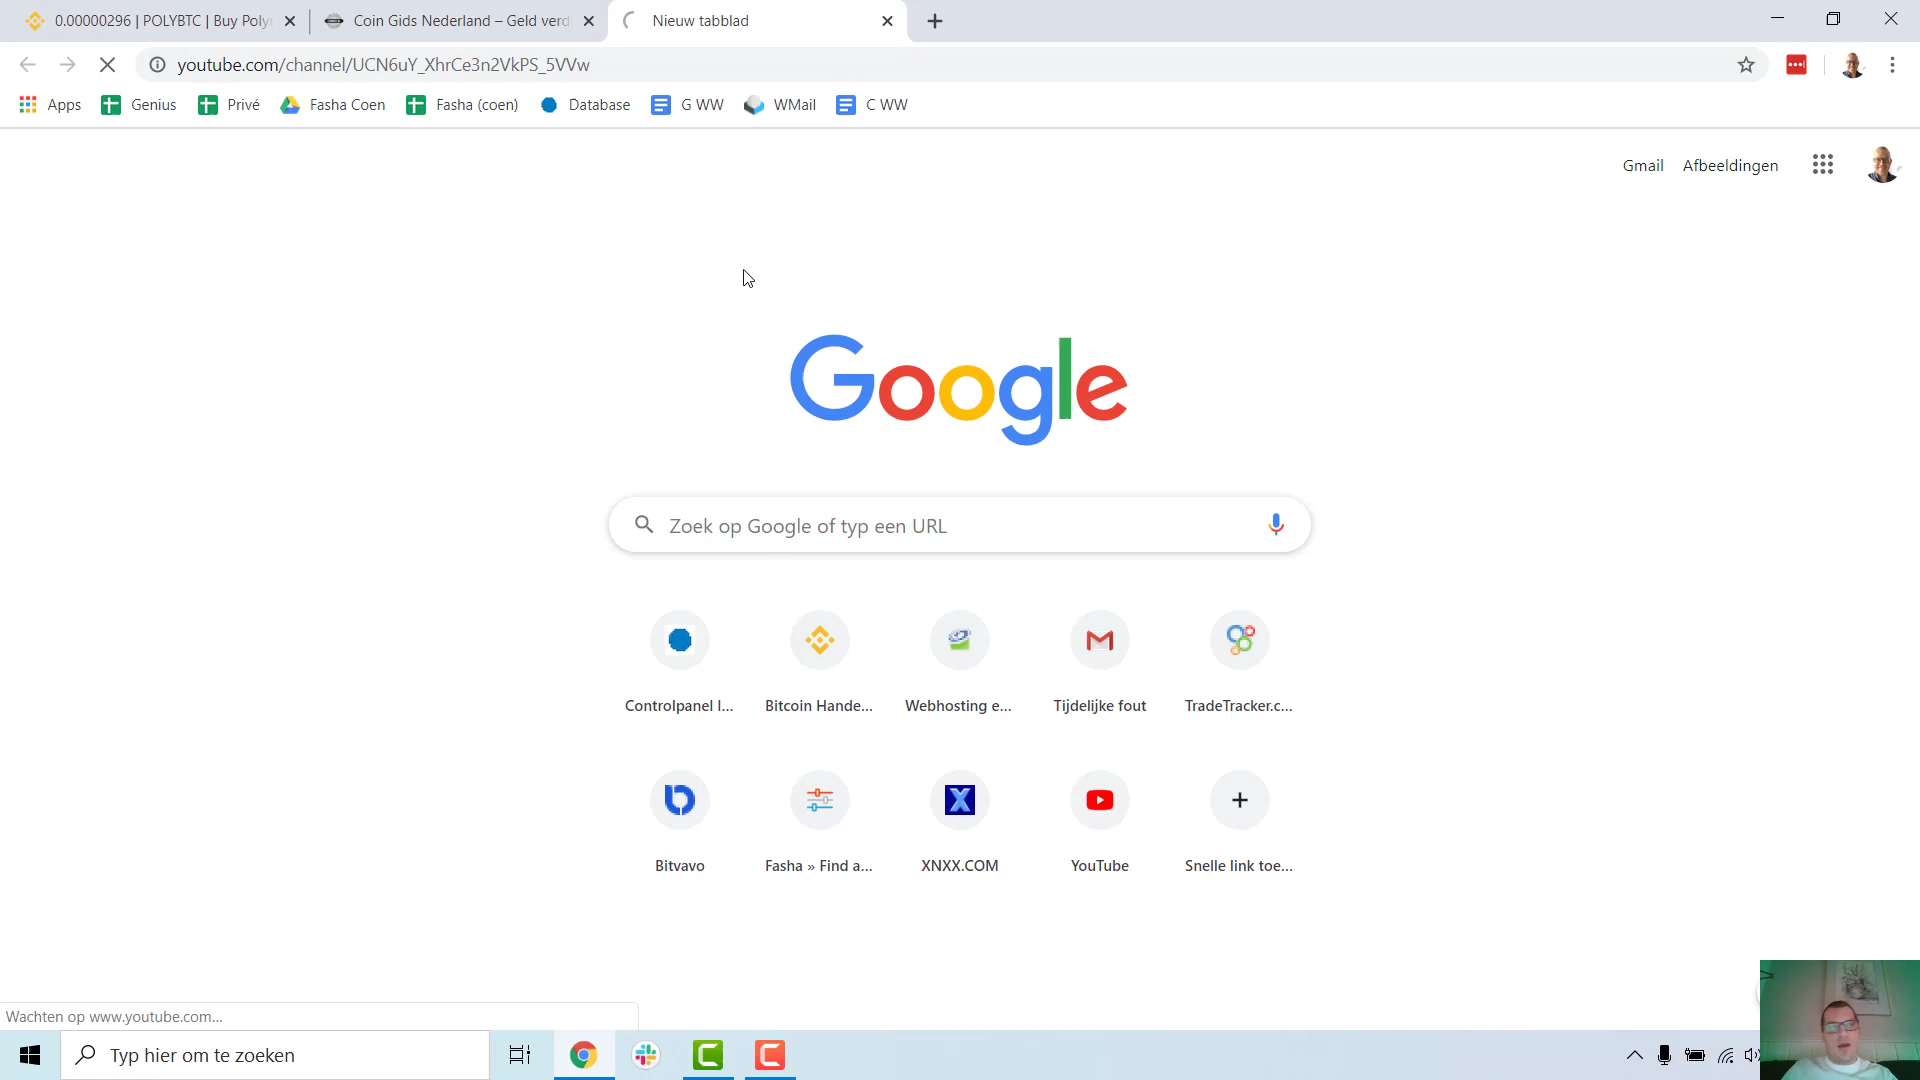 0.00000296 | POLYBTC | Buy Poly
Coin Gids Nederland – Geld verd
Nieuw tabblad
youtube.com/channel/UCN6uY_XhrCe3n2VkPS_5VVw
Apps
Genius
Privé
Fasha Coen
Fasha (coen)
Database
G WW
WMail
C WW
Gmail
Afbeeldingen
Google
Zoek op Google of typ een URL
Controlpanel l...
Bitcoin Hande...
Webhosting e...
Tijdelijke fout
TradeTracker.c...
Bitvavo
Fasha » Find a...
XNXX.COM
YouTube
Snelle link toe...
Wachten op www.youtube.com...
Typ hier om te zoeken